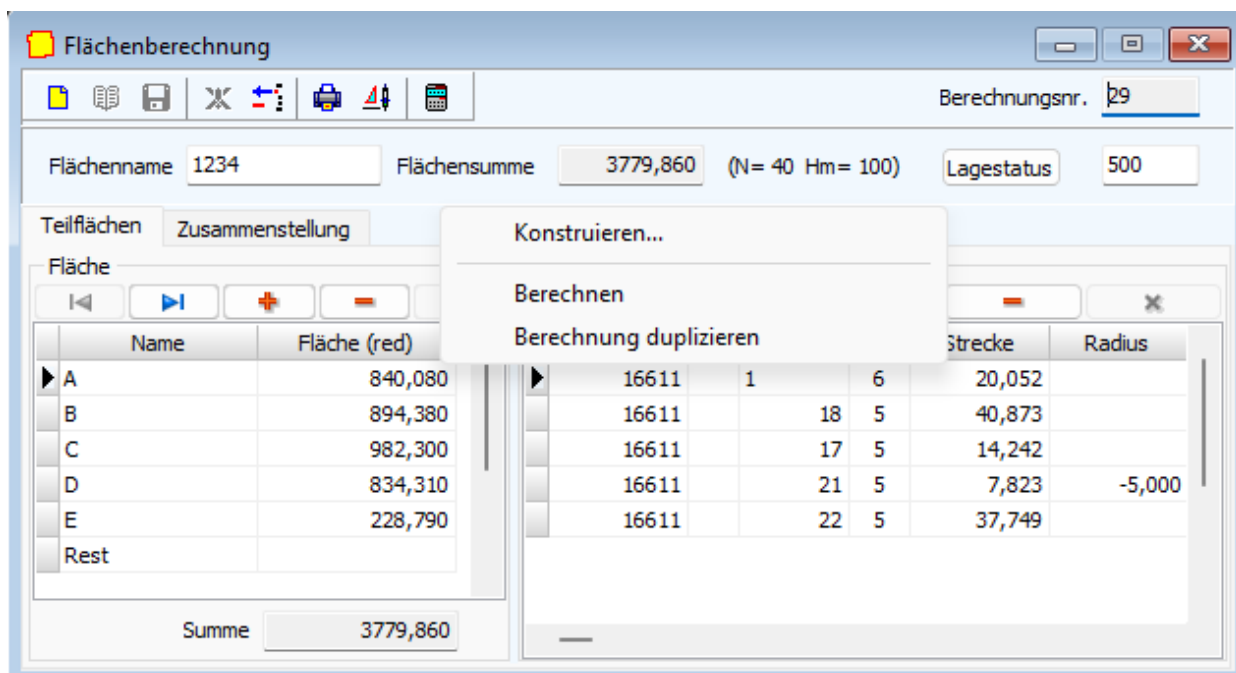 Flächenberechnung
Berechnungsnr. 29
Flächenname 1234 Flächensumme 3779,860 (N= 40 Hm= 100) Lagestatus 500
Teilflächen Zusammenstellung
Konstruieren...
Berechnen
Berechnung duplizieren
Fläche
Name Fläche (red) Strecke Radius
A 840,080 16611 1 6 20,052
B 894,380 16611 18 5 40,873
C 982,300 16611 17 5 14,242
D 834,310 16611 21 5 7,823 -5,000
E 228,790 16611 22 5 37,749
Rest
Summe 3779,860